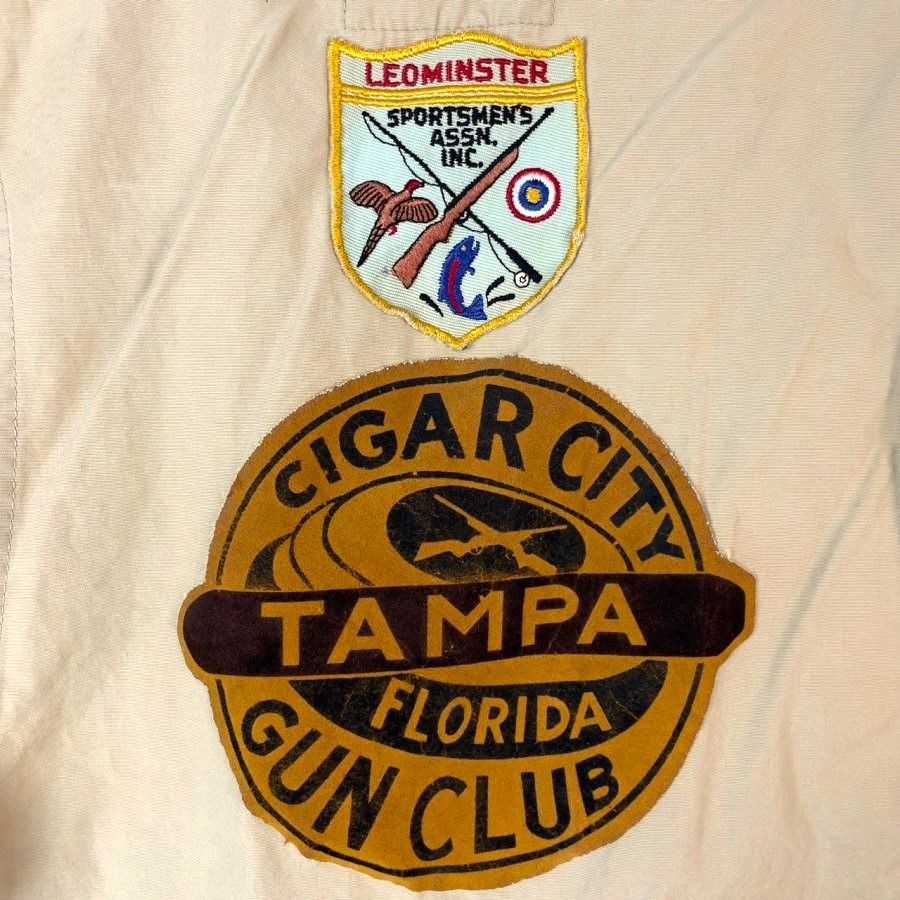 LEOMINSTER
SPORTSMEN'S
ASSN.
INC.
CIGAR CITY
TAMPA
FLORIDA
GUN CLUB